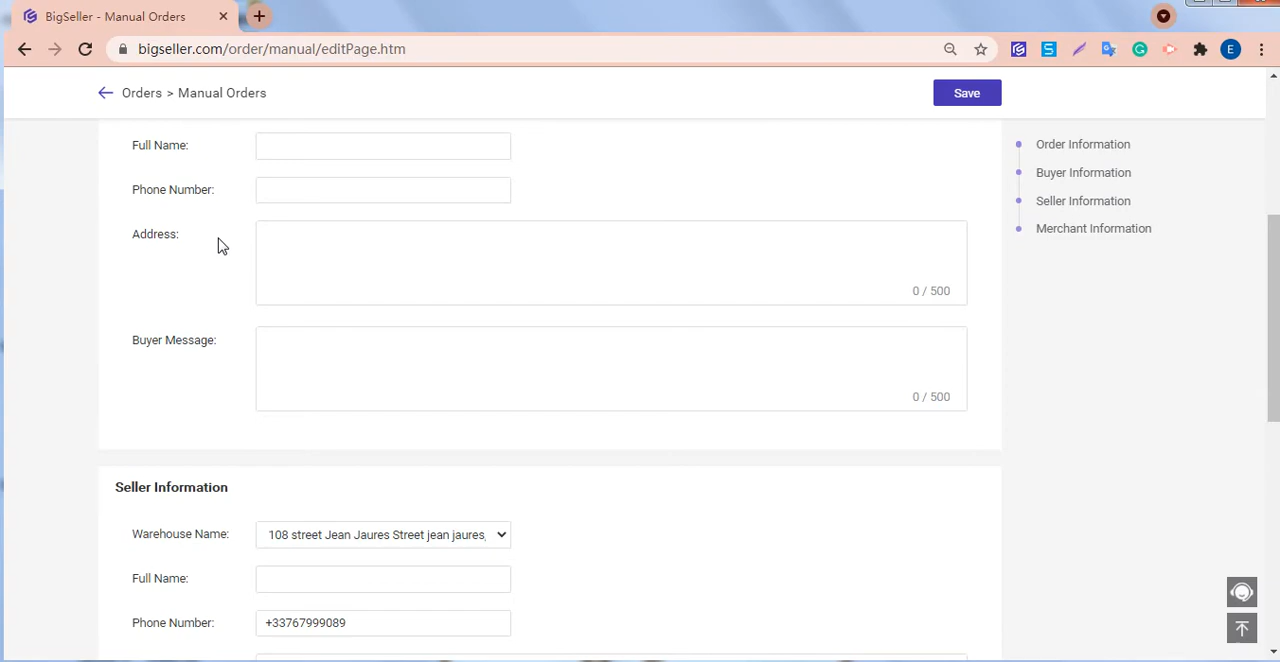 BigSeller - Manual Orders
bigseller.com/order/manual/editPage.htm
E
Orders > Manual Orders
Save
Full Name:
Phone Number:
Address:
0 / 500
Buyer Message:
0 / 500
Order Information
Buyer Information
Seller Information
Merchant Information
Seller Information
Warehouse Name: 108 street Jean Jaures Street jean jaures,
Full Name:
Phone Number: +33767999089